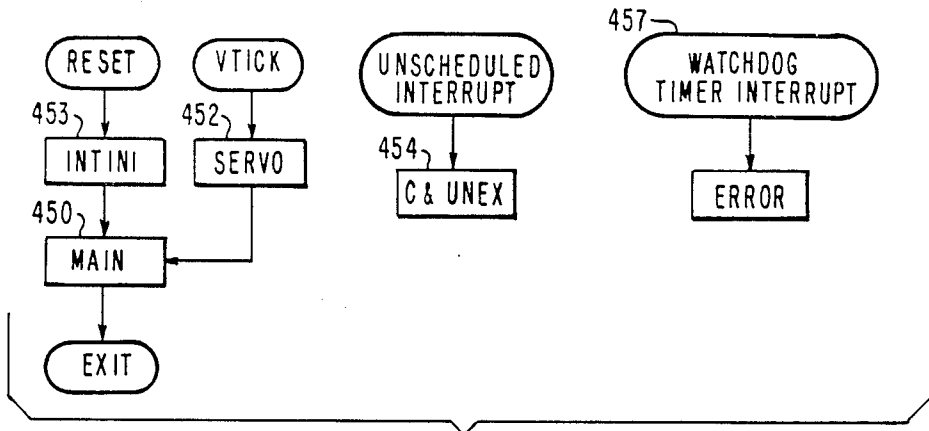 RESET
VTICK
UNSCHEDULED
INTERRUPT
457
WATCHDOG
TIMER INTERRUPT
453
INTINI
452
SERVO
454
C & UNEX
ERROR
450
MAIN
EXIT